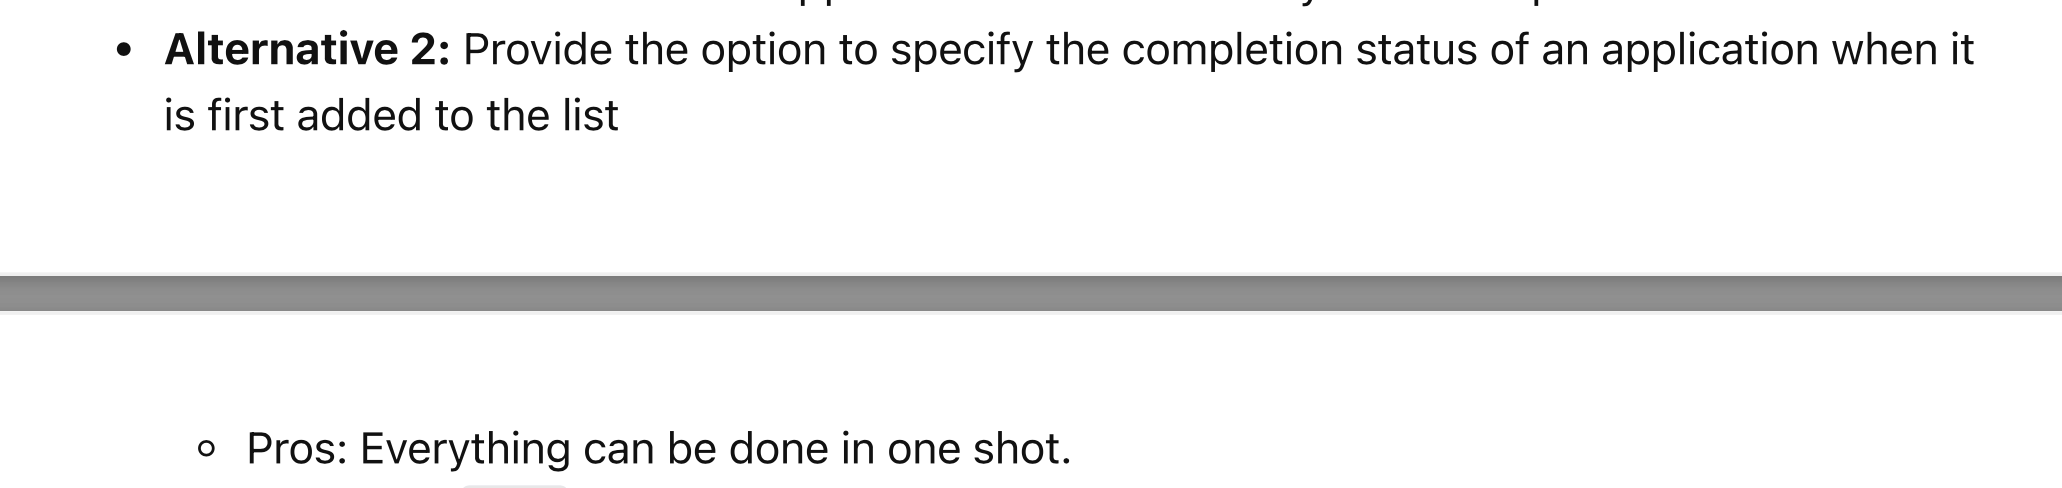 • Alternative 2: Provide the option to specify the completion status of an application when it
is first added to the list
◦ Pros: Everything can be done in one shot.